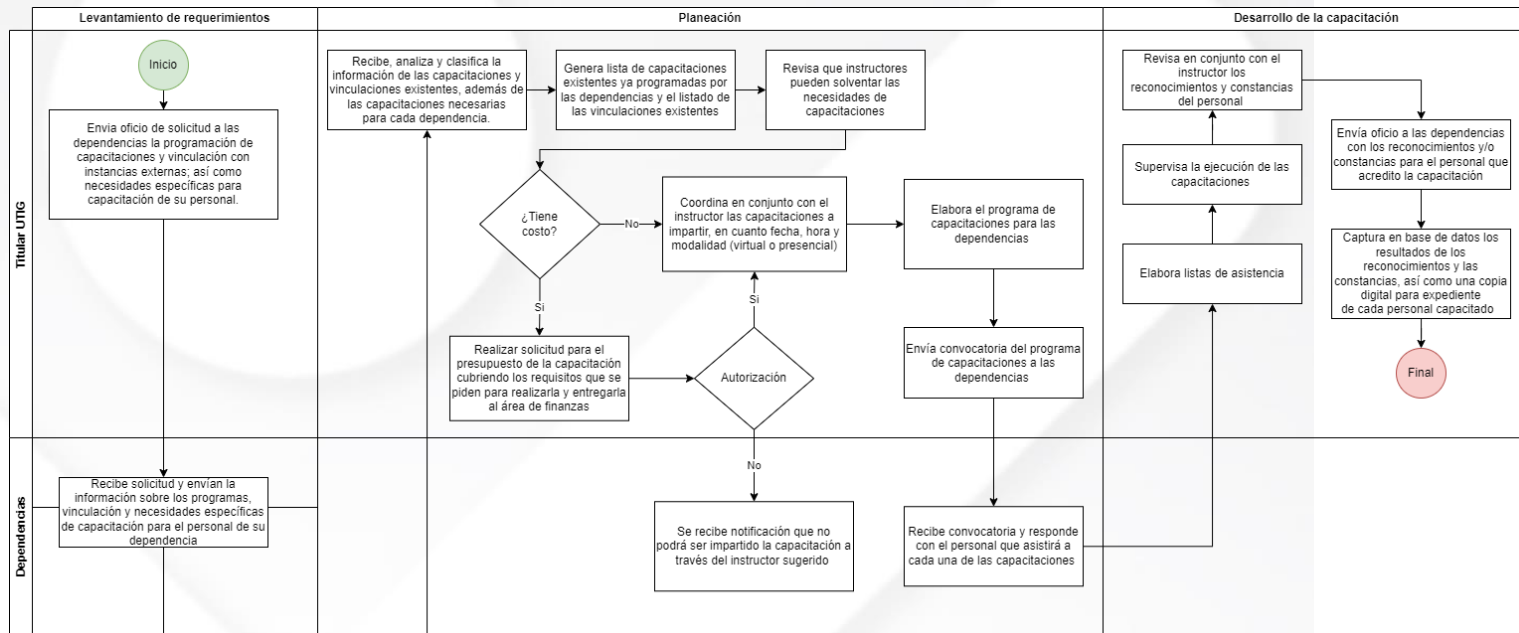 Levantamiento de requerimientos
Planeación
Desarrollo de la capacitación
Titular UTIG
Inicio
Envia oficio de solicitud a las
dependencias la programación de
capacitaciones y vinculación con
instancias externas; así como
necesidades específicas para
capacitación de su personal.
Recibe, analiza y clasifica la
información de las capacitaciones y
vinculaciones existentes, además de
las capacitaciones necesarias
para cada dependencia.
Genera lista de capacitaciones
existentes ya programadas por
las dependencias y el listado de
las vinculaciones existentes
Revisa que instructores
pueden solventar las
necesidades de
capacitaciones
¿Tiene
costo?
No
Si
Coordina en conjunto con el
instructor las capacitaciones a
impartir, en cuanto fecha, hora y
modalidad (virtual o presencial)
Realizar solicitud para el
presupuesto de la capacitación
cubriendo los requisitos que se
piden para realizarla y entregarla
al área de finanzas
Autorización
Si
No
Elabora el programa de
capacitaciones para las
dependencias
Envía convocatoria del programa
de capacitaciones a las
dependencias
Revisa en conjunto con el
instructor los
reconocimientos y constancias
del personal
Supervisa la ejecución de las
capacitaciones
Elabora listas de asistencia
Envía oficio a las dependencias
con los reconocimientos y/o
constancias para el personal que
acredito la capacitación
Captura en base de datos los
resultados de los
reconocimientos y las
constancias, así como una copia
digital para expediente
de cada personal capacitado
Final
Dependencias
Recibe solicitud y envían la
información sobre los programas,
vinculación y necesidades específicas
de capacitación para el personal de su
dependencia
Se recibe notificación que no
podrá ser impartido la capacitación a
través del instructor sugerido
Recibe convocatoria y responde
con el personal que asistirá a
cada una de las capacitaciones